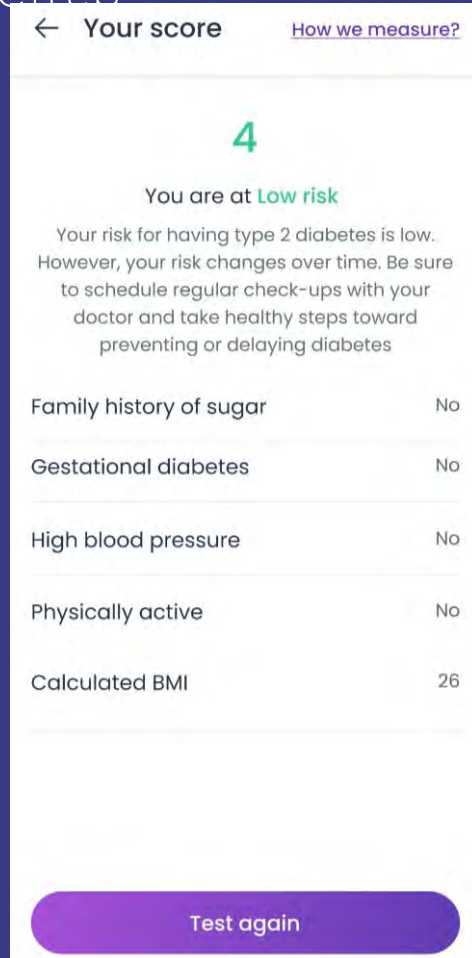 ← Your score How we measure?
4
You are at Low risk
Your risk for having type 2 diabetes is low.
However, your risk changes over time. Be sure
to schedule regular check-ups with your
doctor and take healthy steps toward
preventing or delaying diabetes
Family history of sugar No
Gestational diabetes No
High blood pressure No
Physically active No
Calculated BMI 26
Test again